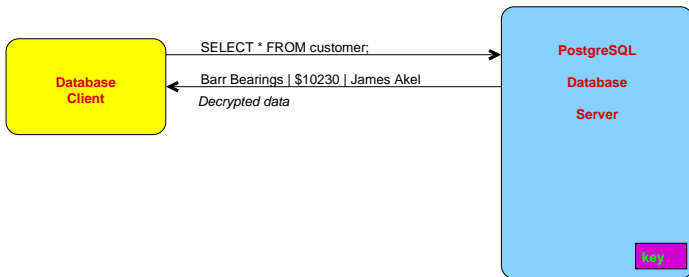 Database
Client
SELECT * FROM customer;
Barr Bearings | $10230 | James Akel
Decrypted data
PostgreSQL
Database
Server
key